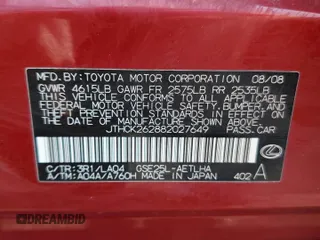 MFD. BY: TOYOTA MOTOR CORPORATION 08/08
GVWR 4615LB GAWR FR 2575LB RR 2535LB
THIS VEHICLE CONFORMS TO ALL APPLICABLE
FEDERAL MOTOR VEHICLE SAFETY, BUMPER, AND
THEFT PREVENTION STANDARDS IN EFFECT ON
THE DATE OF MANUFACTURE SHOWN ABOVE.
JTHCK262882027649 PASS-CAR
C/TR: 3R1/LA04 GSE25L-AETLHA
A/TM: A04A/A760H MADE IN JAPAN 402 A
© GetCarUSED.com